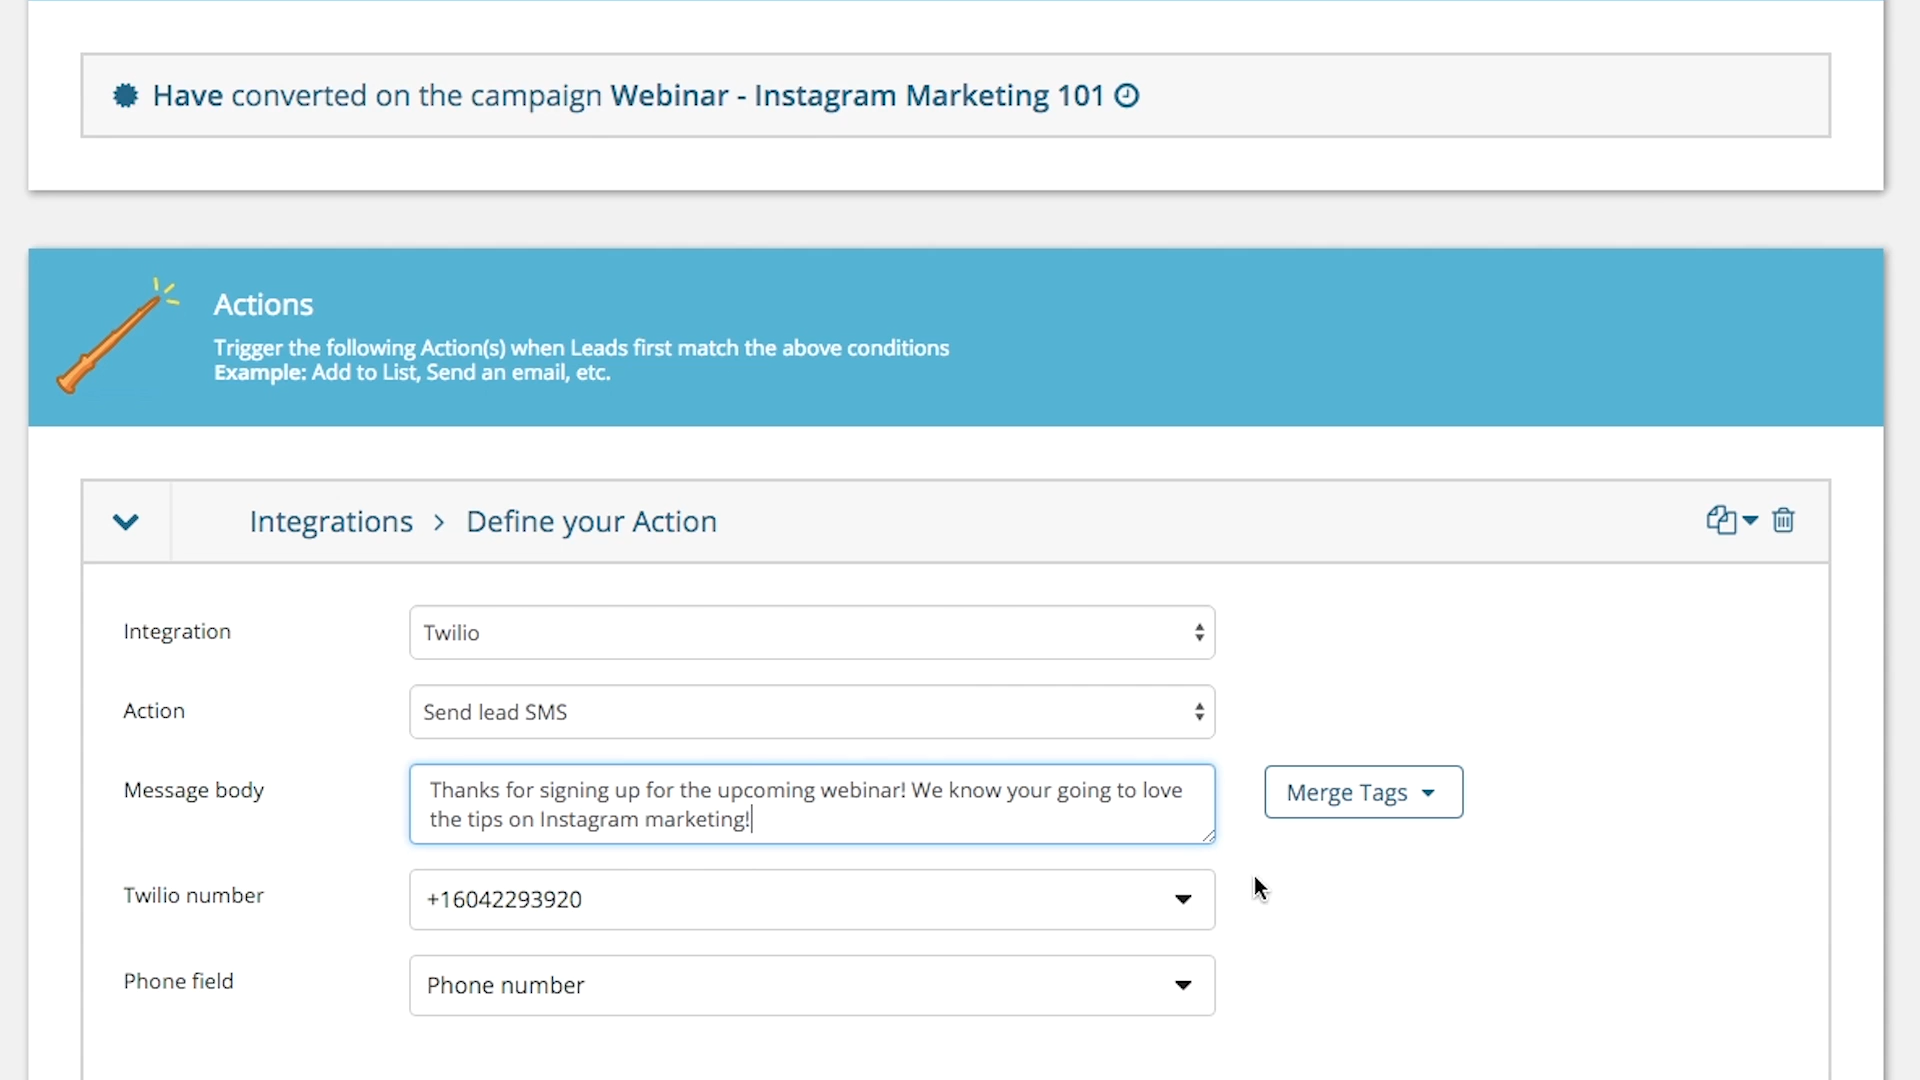 Have converted on the campaign Webinar - Instagram Marketing 101
Actions
Trigger the following Action(s) when Leads first match the above conditions
Example: Add to List, Send an email, etc.
Integrations > Define your Action
Integration
Twilio
Action
Send lead SMS
Message body
Thanks for signing up for the upcoming webinar! We know your going to love
the tips on Instagram marketing!
Merge Tags
Twilio number
+16042293920
Phone field
Phone number